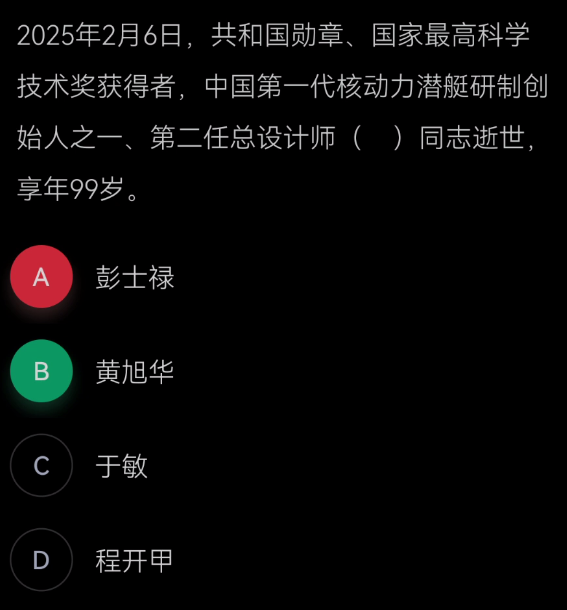 2025年2月6日，共和国勋章、国家最高科学
技术奖获得者，中国第一代核动力潜艇研制创
始人之一、第二任总设计师（ ）同志逝世，
享年99岁。
A 彭士禄
B 黄旭华
C 于敏
D 程开甲